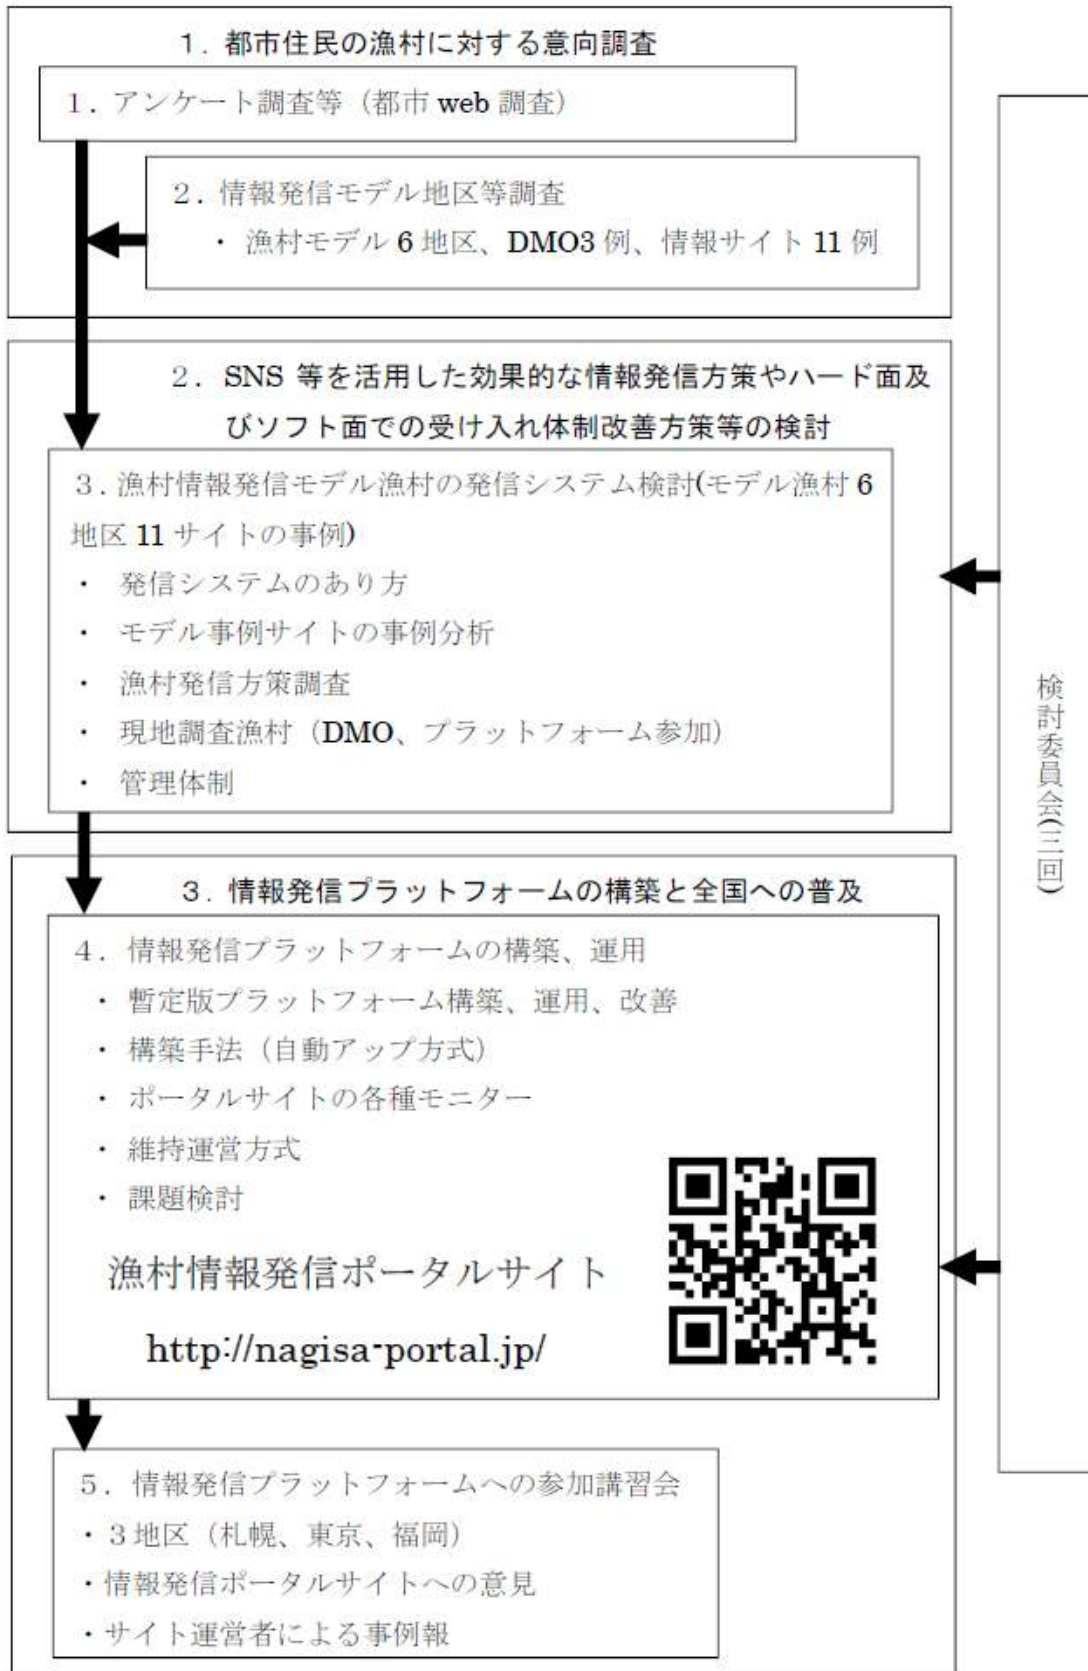 １. 都市住民の漁村に対する意向調査
１. アンケート調査等（都市 web 調査）
２. 情報発信モデル地区等調査
・ 漁村モデル 6 地区、DMO3 例、情報サイト 11 例
２. SNS 等を活用した効果的な情報発信方策やハード面及
びソフト面での受け入れ体制改善方策等の検討
３. 漁村情報発信モデル漁村の発信システム検討(モデル漁村 6
地区 11 サイトの事例)
・ 発信システムのあり方
・ モデル事例サイトの事例分析
・ 漁村発信方策調査
・ 現地調査漁村（DMO、プラットフォーム参加）
・ 管理体制
３. 情報発信プラットフォームの構築と全国への普及
４. 情報発信プラットフォームの構築、運用
・ 暫定版プラットフォーム構築、運用、改善
・ 構築手法（自動アップ方式）
・ ポータルサイトの各種モニター
・ 維持運営方式
・ 課題検討
漁村情報発信ポータルサイト
http://nagisa-portal.jp/
５. 情報発信プラットフォームへの参加講習会
・３地区（札幌、東京、福岡）
・情報発信ポータルサイトへの意見
・サイト運営者による事例報
検討委員会(三回)